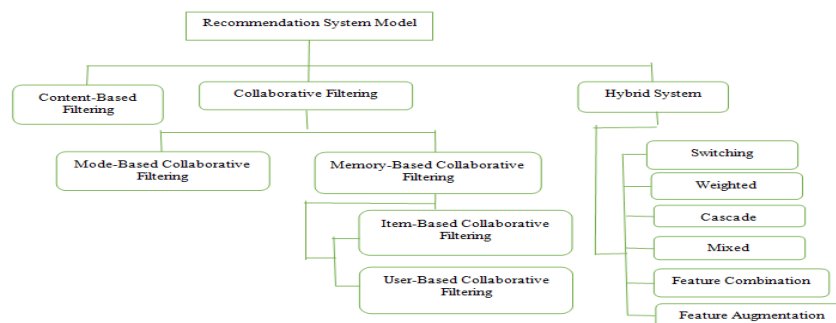 Recommendation System Model
Content-Based
Filtering
Collaborative Filtering
Hybrid System
Mode-Based Collaborative
Filtering
Memory-Based Collaborative
Filtering
Item-Based Collaborative
Filtering
User-Based Collaborative
Filtering
Switching
Weighted
Cascade
Mixed
Feature Combination
Feature Augmentation